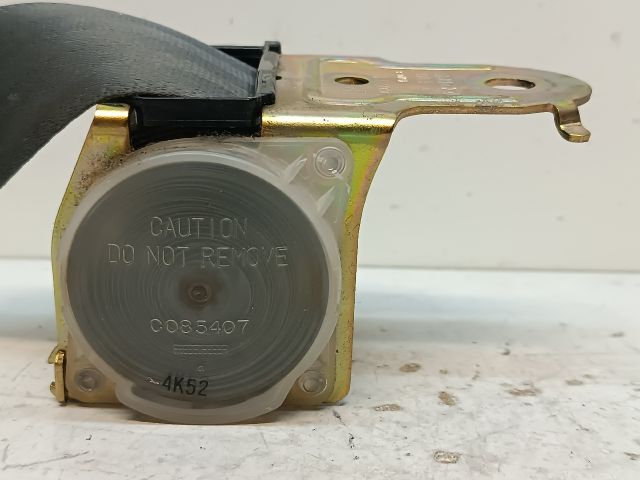 CAUTION
DO NOT REMOVE
C085407
4K52